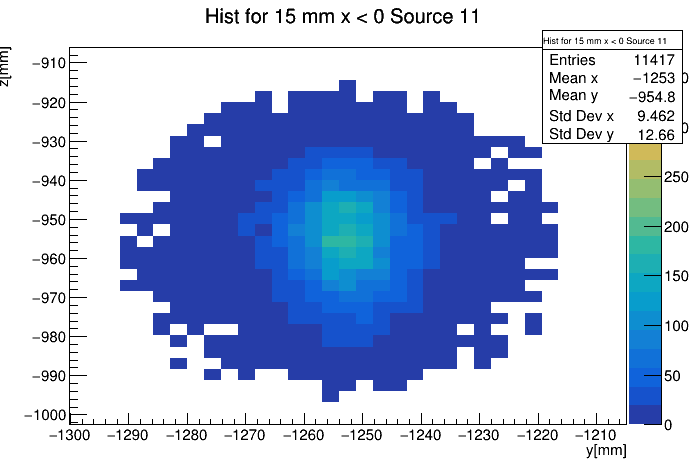 Hist for 15 mm x < 0 Source 11
z[mm]
Hist for 15 mm x < 0 Source 11
Entries 11417
Mean x −1253
Mean y −954.8
Std Dev x 9.462
Std Dev y 12.66
−910
−920
−930
−940
−950
−960
−970
−980
−990
−1000
250
200
150
100
50
0
−1300 −1290 −1280 −1270 −1260 −1250 −1240 −1230 −1220 −1210
y[mm]